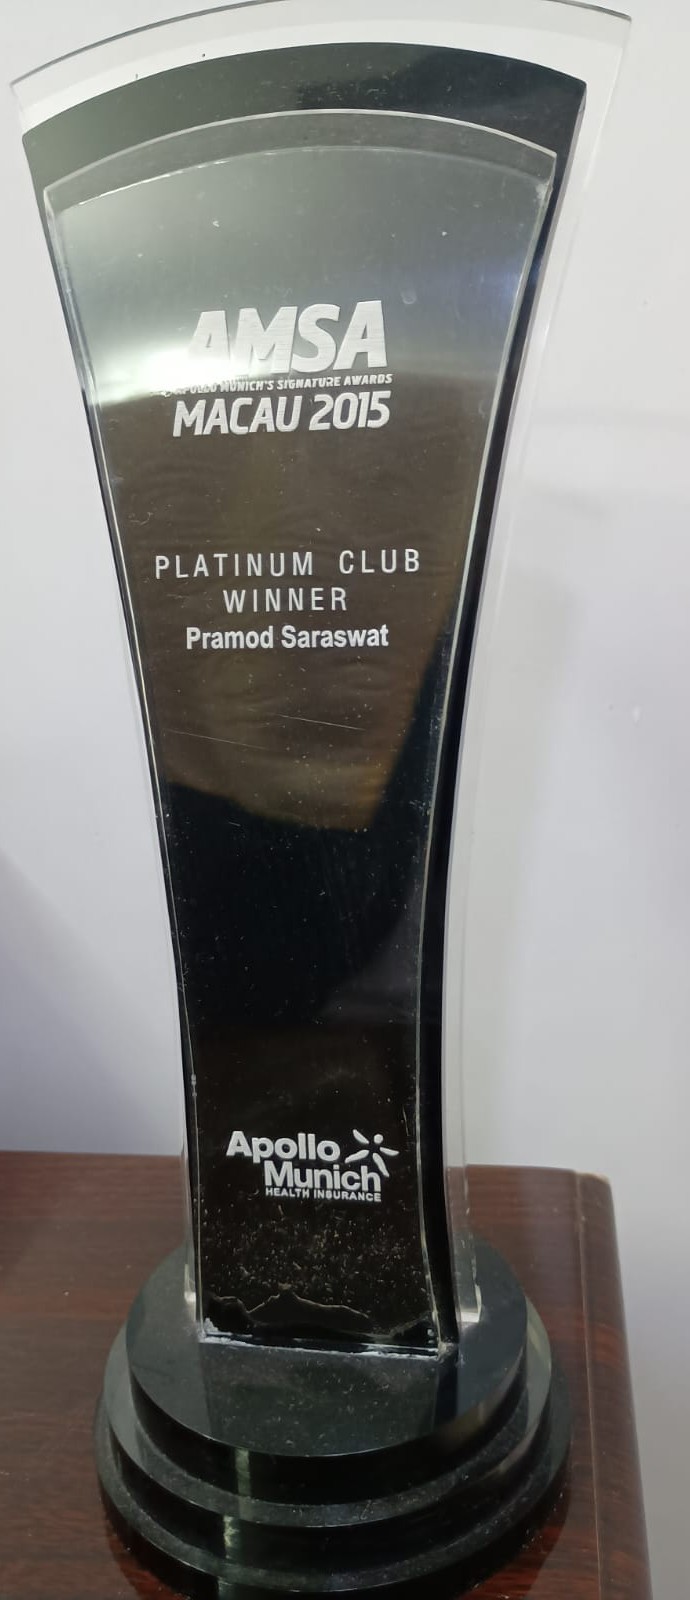 AMSA
APOLLO MUNICH'S SIGNATURE AWARDS
MACAU 2015
PLATINUM CLUB
WINNER
Pramod Saraswat
Apollo
Munich
HEALTH INSURANCE